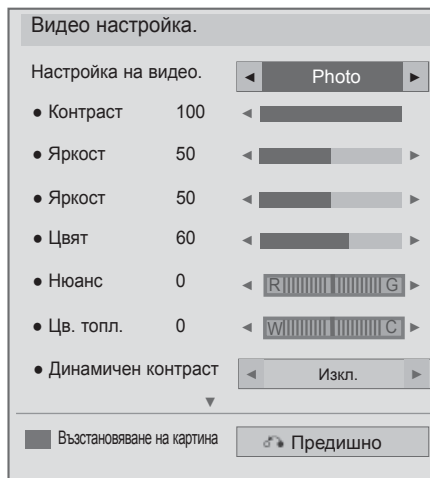 Видео настройка.
Настройка на видео. ◄ Photo ►
● Контраст 100 ◄
● Яркост 50 ◄ ►
● Яркост 50 ◄ ►
● Цвят 60 ◄ ►
● Нюанс 0 ◄ R G ►
● Цв. топл. 0 ◄ W C ►
● Динамичен контраст ◄ Изкл. ►
▼
Възстановяване на картина Предишно